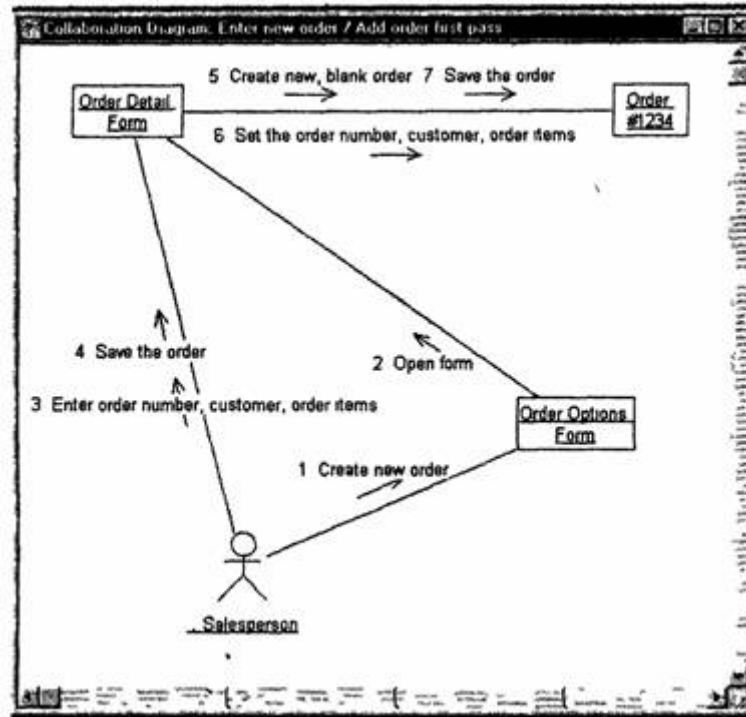 Collaboration Diagram: Enter new order / Add order first pass
5 Create new, blank order 7 Save the order
Order Detail
Form
Order
#1234
6 Set the order number, customer, order items
4 Save the order
2 Open form
3 Enter order number, customer, order items
Order Options
Form
1 Create new order
Salesperson